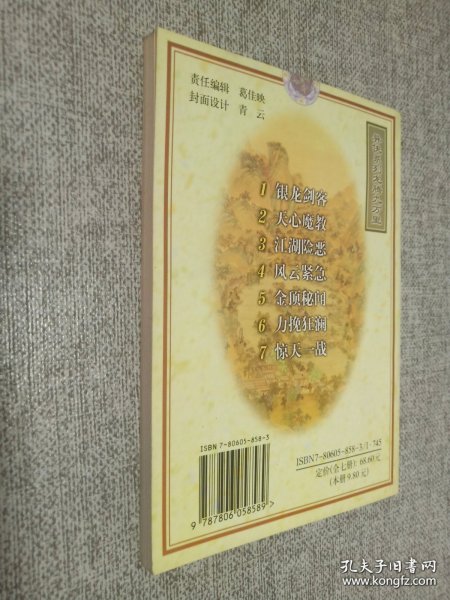 责任编辑 葛佳映
封面设计 青云
1 银龙剑客
2 天心魔教
3 江湖险恶
4 风云紧急
5 金顶秘闻
6 力挽狂澜
7 惊天一战
ISBN 7-80605-858-3
9 787806 058589 >
ISBN7-80605-858-3/I·745
定价(全七册):68.60元
(本册9.80元)
孔夫子旧书网
www.kongfz.com